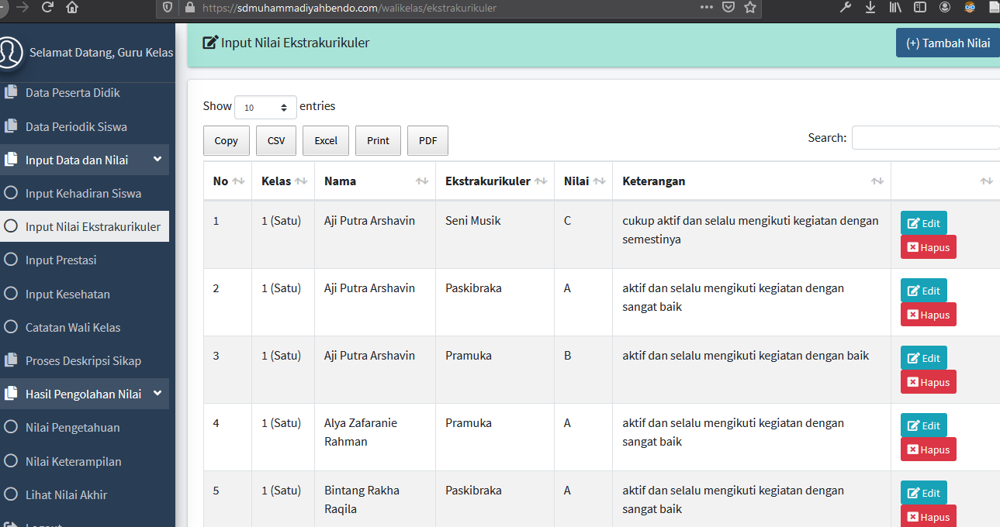 https://sdmuhammadiyahbendo.com/walikelas/ekstrakurikuler
Selamat Datang, Guru Kelas
Data Peserta Didik
Data Periodik Siswa
Input Data dan Nilai
Input Kehadiran Siswa
Input Nilai Ekstrakurikuler
Input Prestasi
Input Kesehatan
Catatan Wali Kelas
Proses Deskripsi Sikap
Hasil Pengolahan Nilai
Nilai Pengetahuan
Nilai Keterampilan
Lihat Nilai Akhir
Logout
Input Nilai Ekstrakurikuler
(+) Tambah Nilai
Show 10 entries
Copy CSV Excel Print PDF
Search:
No Kelas Nama Ekstrakurikuler Nilai Keterangan
1 1 (Satu) Aji Putra Arshavin Seni Musik C cukup aktif dan selalu mengikuti kegiatan dengan
semestinya
Edit
Hapus
2 1 (Satu) Aji Putra Arshavin Paskibraka A aktif dan selalu mengikuti kegiatan dengan
sangat baik
Edit
Hapus
3 1 (Satu) Aji Putra Arshavin Pramuka B aktif dan selalu mengikuti kegiatan dengan baik
Edit
Hapus
4 1 (Satu) Alya Zafaranie Pramuka A aktif dan selalu mengikuti kegiatan dengan
Rahman sangat baik
Edit
Hapus
5 1 (Satu) Bintang Rakha Paskibraka A aktif dan selalu mengikuti kegiatan dengan
Raqila sangat baik
Edit
Hapus